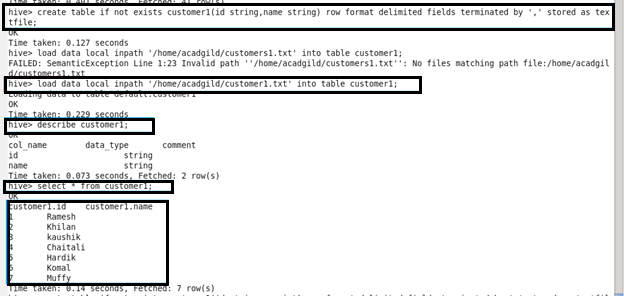 Time taken: 0.401 seconds, Fetched: 41 row(s)
hive> create table if not exists customer1(id string,name string) row format delimited fields terminated by ',' stored as tex
tfile;
OK
Time taken: 0.127 seconds
hive> load data local inpath '/home/acadgild/customers1.txt' into table customer1;
FAILED: SemanticException Line 1:23 Invalid path ''/home/acadgild/customers1.txt'': No files matching path file:/home/acadgil
d/customers1.txt
hive> load data local inpath '/home/acadgild/customer1.txt' into table customer1;
Loading data to table default.customer1
OK
Time taken: 0.229 seconds
hive> describe customer1;
OK
col_name data_type comment
id string
name string
Time taken: 0.073 seconds, Fetched: 2 row(s)
hive> select * from customer1;
OK
customer1.id customer1.name
1 Ramesh
2 Khilan
3 kaushik
4 Chaitali
5 Hardik
6 Komal
7 Muffy
Time taken: 0.14 seconds, Fetched: 7 row(s)